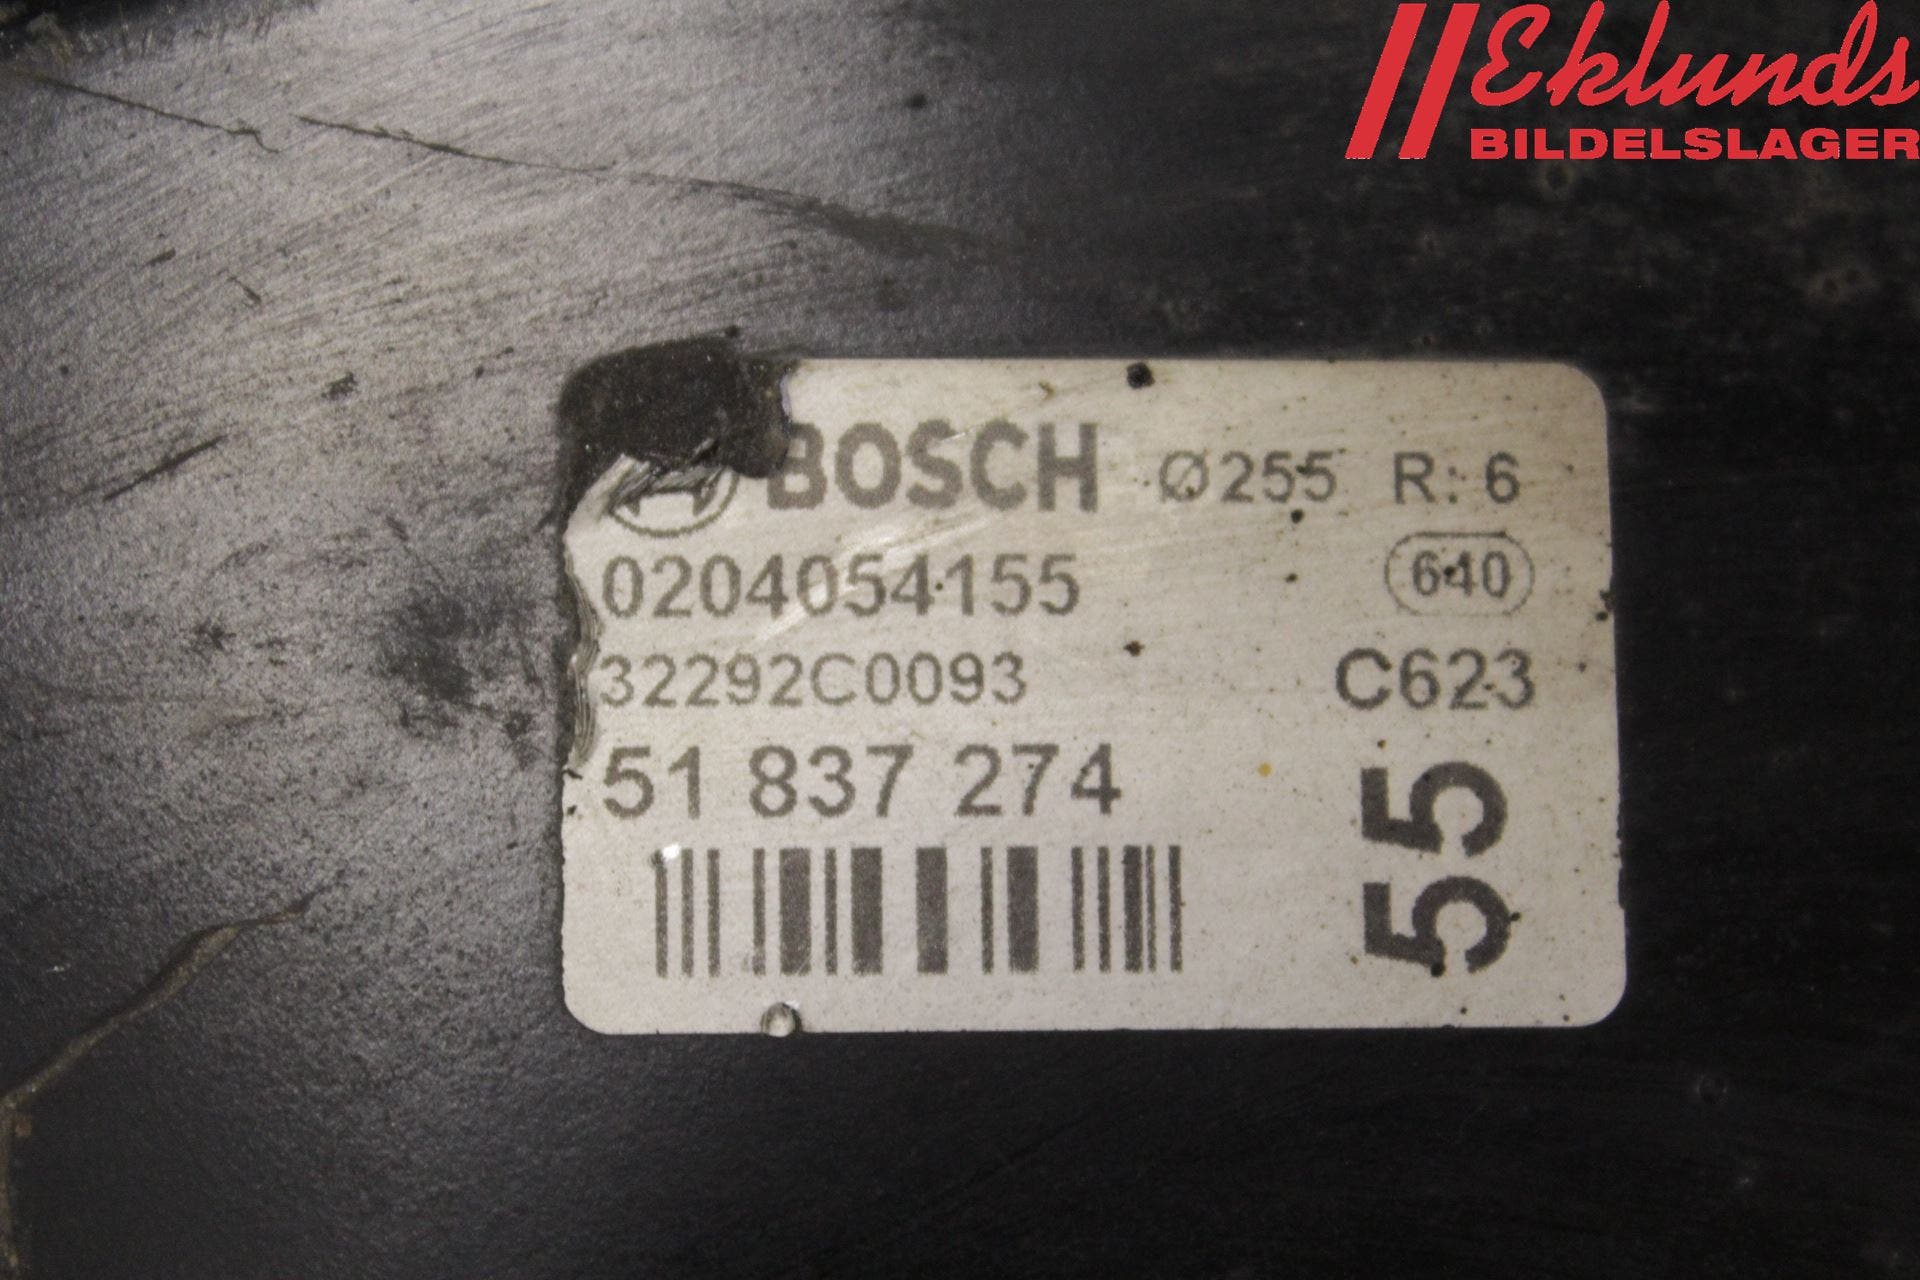 Eklunds
BILDELSLAGER
BOSCH Ø255 R: 6
0204054155 640
32292C0093 C623
51 837 274
55